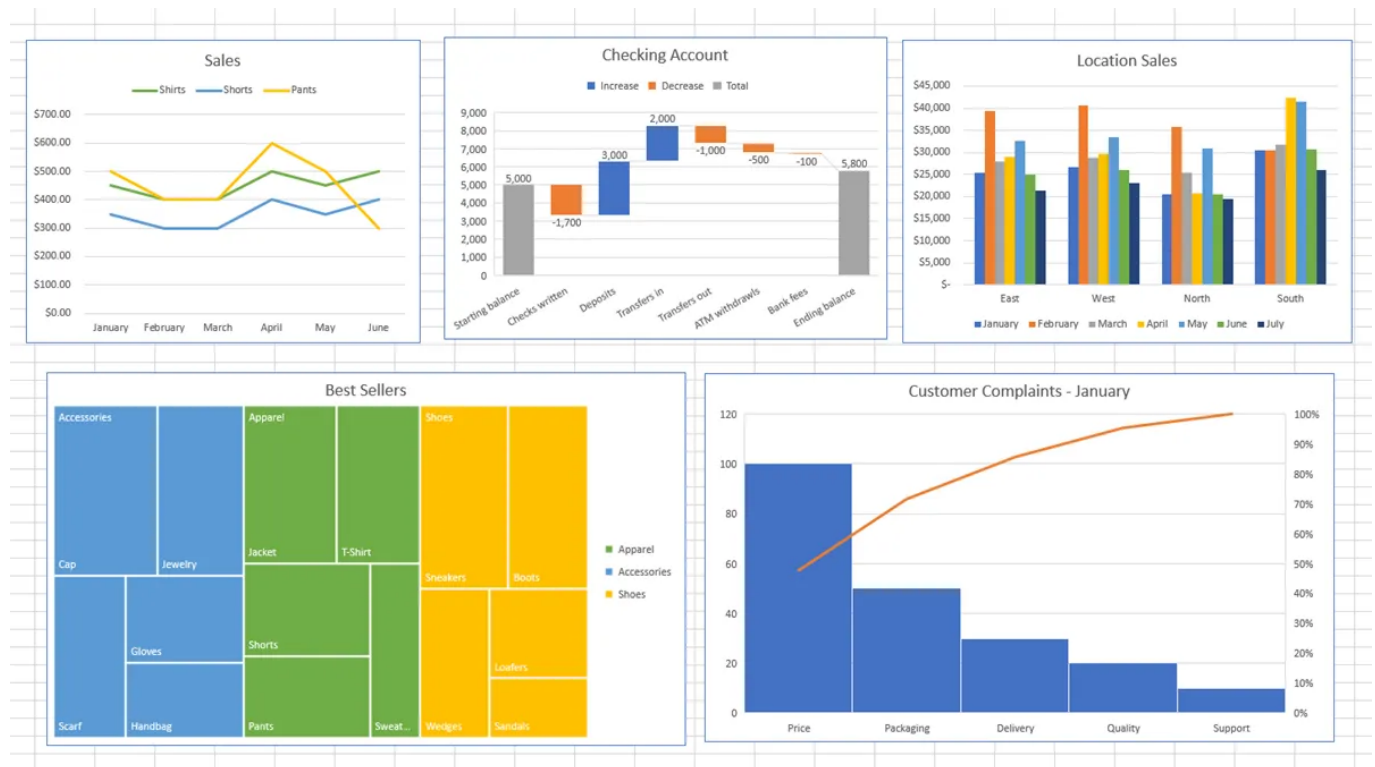 Sales
Shirts Shorts Pants
$700.00
$600.00
$500.00
$400.00
$300.00
$200.00
$100.00
$0.00
January February March April May June
Checking Account
Increase Decrease Total
9,000
8,000
7,000
6,000
5,000
4,000
3,000
2,000
1,000
0
5,000
-1,700
3,000
2,000
-1,000
-500
-100
5,800
Starting balance
Checks written
Deposits
Transfers in
Transfers out
ATM withdrawls
Bank fees
Ending balance
Location Sales
$45,000
$40,000
$35,000
$30,000
$25,000
$20,000
$15,000
$10,000
$5,000
$-
East West North South
January February March April May June July
Best Sellers
Accessories
Cap
Jewelry
Scarf
Gloves
Handbag
Apparel
Jacket
T-Shirt
Shorts
Pants
Sweat...
Shoes
Sneakers
Boots
Wedges
Loafers
Sandals
Apparel
Accessories
Shoes
Customer Complaints - January
120
100
80
60
40
20
0
100%
90%
80%
70%
60%
50%
40%
30%
20%
10%
0%
Price Packaging Delivery Quality Support